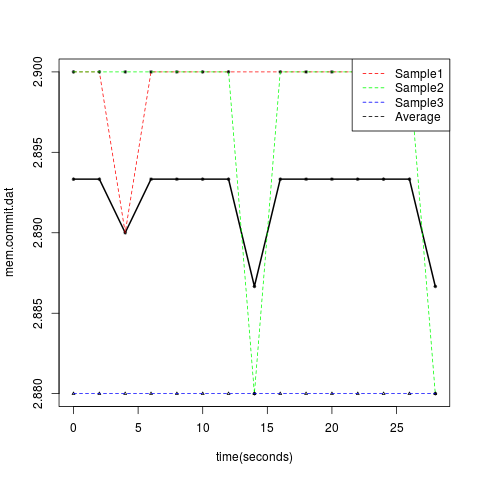 2.900
2.895
2.890
2.885
2.880
mem.commit.dat
Sample1
Sample2
Sample3
Average
0 5 10 15 20 25
time(seconds)